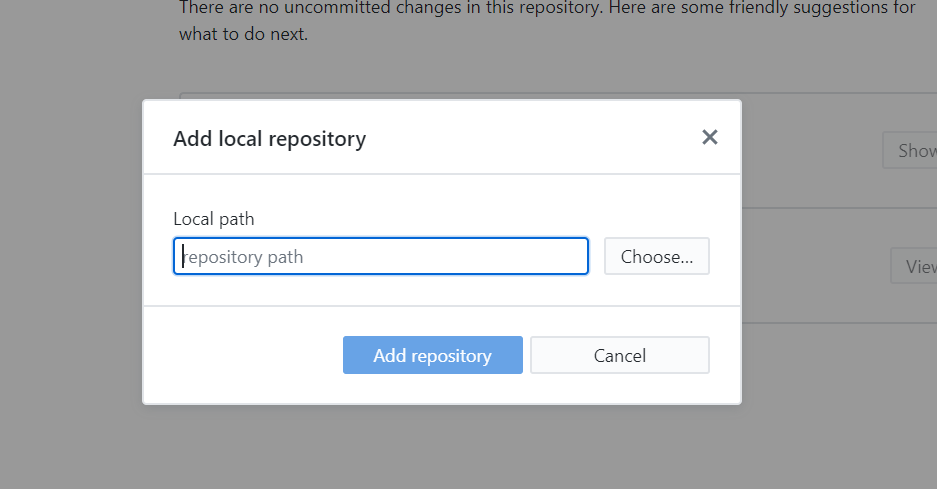 There are no uncommitted changes in this repository. Here are some friendly suggestions for
what to do next.
Add local repository
Show
Local path
repository path
Choose...
View
Add repository
Cancel